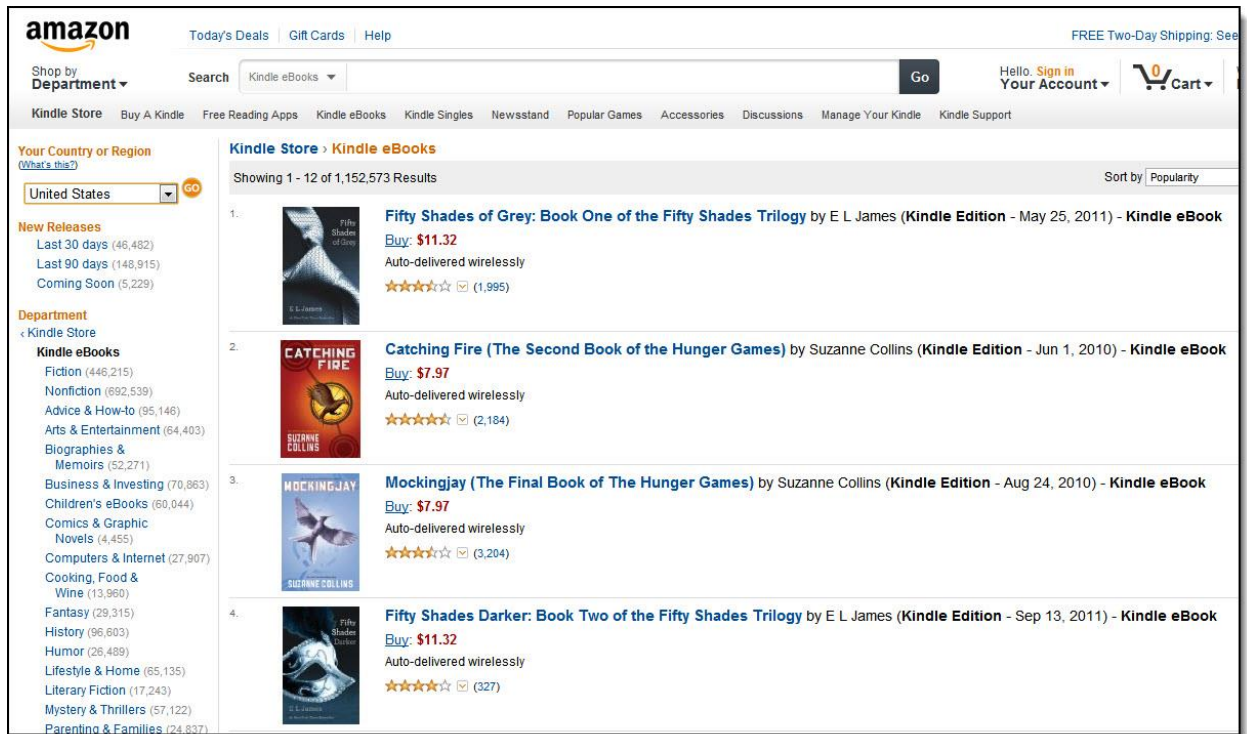 amazon
Today's Deals Gift Cards Help
FREE Two-Day Shipping: See
Shop by
Department
Search Kindle eBooks Go
Hello. Sign in
Your Account
0
Cart
Kindle Store Buy A Kindle Free Reading Apps Kindle eBooks Kindle Singles Newsstand Popular Games Accessories Discussions Manage Your Kindle Kindle Support
Your Country or Region
(What's this?)
United States GO
New Releases
Last 30 days (46,482)
Last 90 days (148,915)
Coming Soon (5,229)
Department
‹ Kindle Store
Kindle eBooks
Fiction (446,215)
Nonfiction (692,539)
Advice & How-to (95,146)
Arts & Entertainment (64,403)
Biographies &
Memoirs (52,271)
Business & Investing (70,863)
Children's eBooks (60,044)
Comics & Graphic
Novels (4,455)
Computers & Internet (27,907)
Cooking, Food &
Wine (13,960)
Fantasy (29,315)
History (96,603)
Humor (26,489)
Lifestyle & Home (65,135)
Literary Fiction (17,243)
Mystery & Thrillers (57,122)
Parenting & Families (24,837)
Kindle Store › Kindle eBooks
Showing 1 - 12 of 1,152,573 Results
Sort by Popularity
1.
Fifty
Shades
of Grey
E L James
Fifty Shades of Grey: Book One of the Fifty Shades Trilogy by E L James (Kindle Edition - May 25, 2011) - Kindle eBook
Buy: $11.32
Auto-delivered wirelessly
(1,995)
2.
CATCHING
FIRE
SUZANNE
COLLINS
Catching Fire (The Second Book of the Hunger Games) by Suzanne Collins (Kindle Edition - Jun 1, 2010) - Kindle eBook
Buy: $7.97
Auto-delivered wirelessly
(2,184)
3.
MOCKINGJAY
SUZANNE COLLINS
Mockingjay (The Final Book of The Hunger Games) by Suzanne Collins (Kindle Edition - Aug 24, 2010) - Kindle eBook
Buy: $7.97
Auto-delivered wirelessly
(3,204)
4.
Fifty
Shades
Darker
E L James
Fifty Shades Darker: Book Two of the Fifty Shades Trilogy by E L James (Kindle Edition - Sep 13, 2011) - Kindle eBook
Buy: $11.32
Auto-delivered wirelessly
(327)